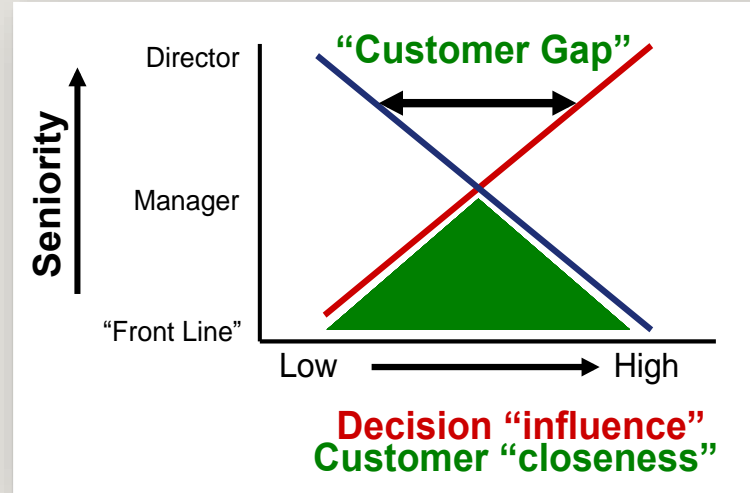 “Customer Gap”
Director
Seniority
Manager
“Front Line”
Low
High
Decision “influence”
Customer “closeness”